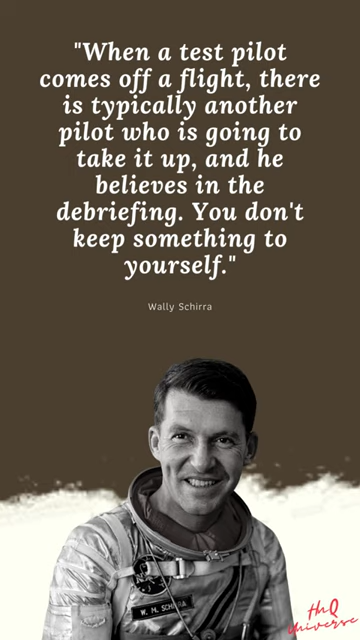 "When a test pilot
comes off a flight, there
is typically another
pilot who is going to
take it up, and he
believes in the
debriefing. You don't
keep something to
yourself."
Wally Schirra
W. M. SCHIRRA
thQ
universe